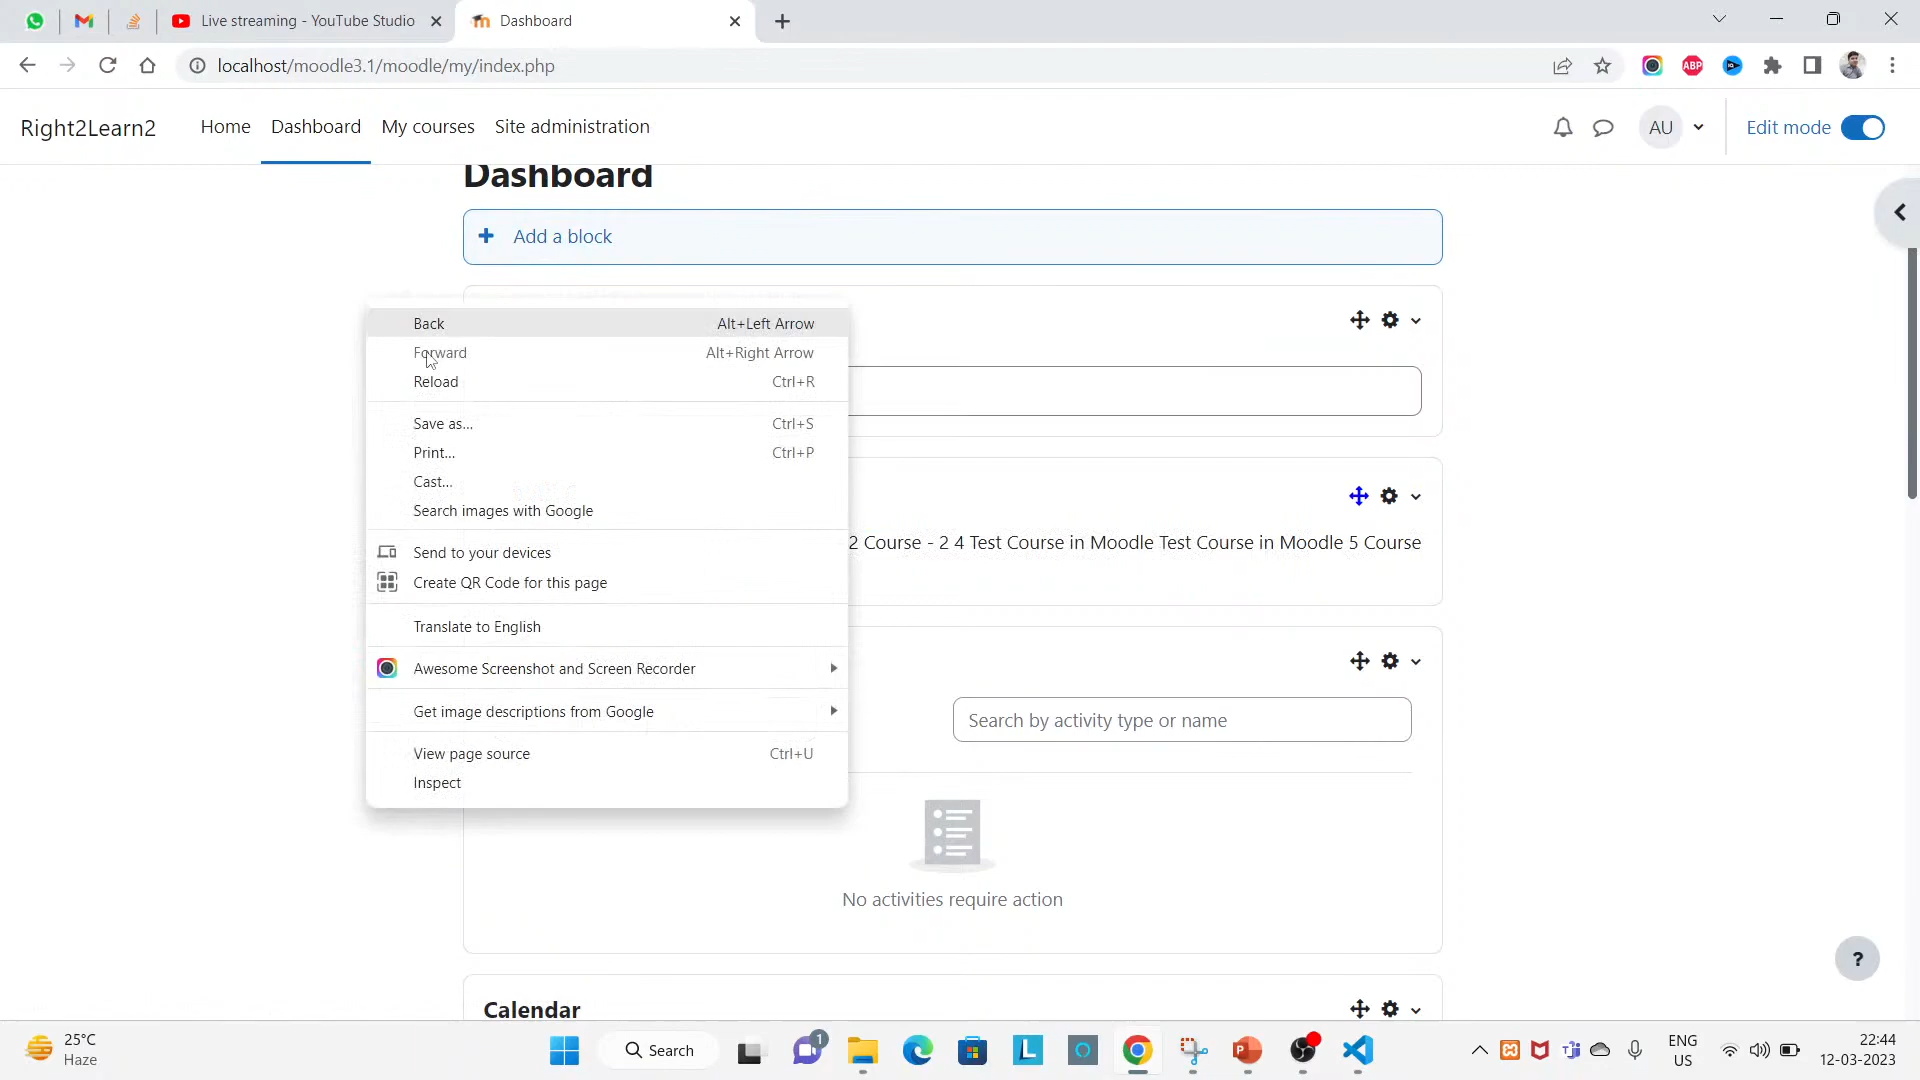 Live streaming - YouTube Studio
Dashboard
localhost/moodle3.1/moodle/my/index.php
ABP
Right2Learn2
Home
Dashboard
My courses
Site administration
AU
Edit mode
Dashboard
Add a block
Back Alt+Left Arrow
Forward Alt+Right Arrow
Reload Ctrl+R
Save as... Ctrl+S
Print... Ctrl+P
Cast...
Search images with Google
2 Course - 2 4 Test Course in Moodle Test Course in Moodle 5 Course
Send to your devices
Create QR Code for this page
Translate to English
Awesome Screenshot and Screen Recorder
Get image descriptions from Google
Search by activity type or name
View page source Ctrl+U
Inspect
No activities require action
?
Calendar
25°C
Haze
Search
1
ENG
US
22:44
12-03-2023